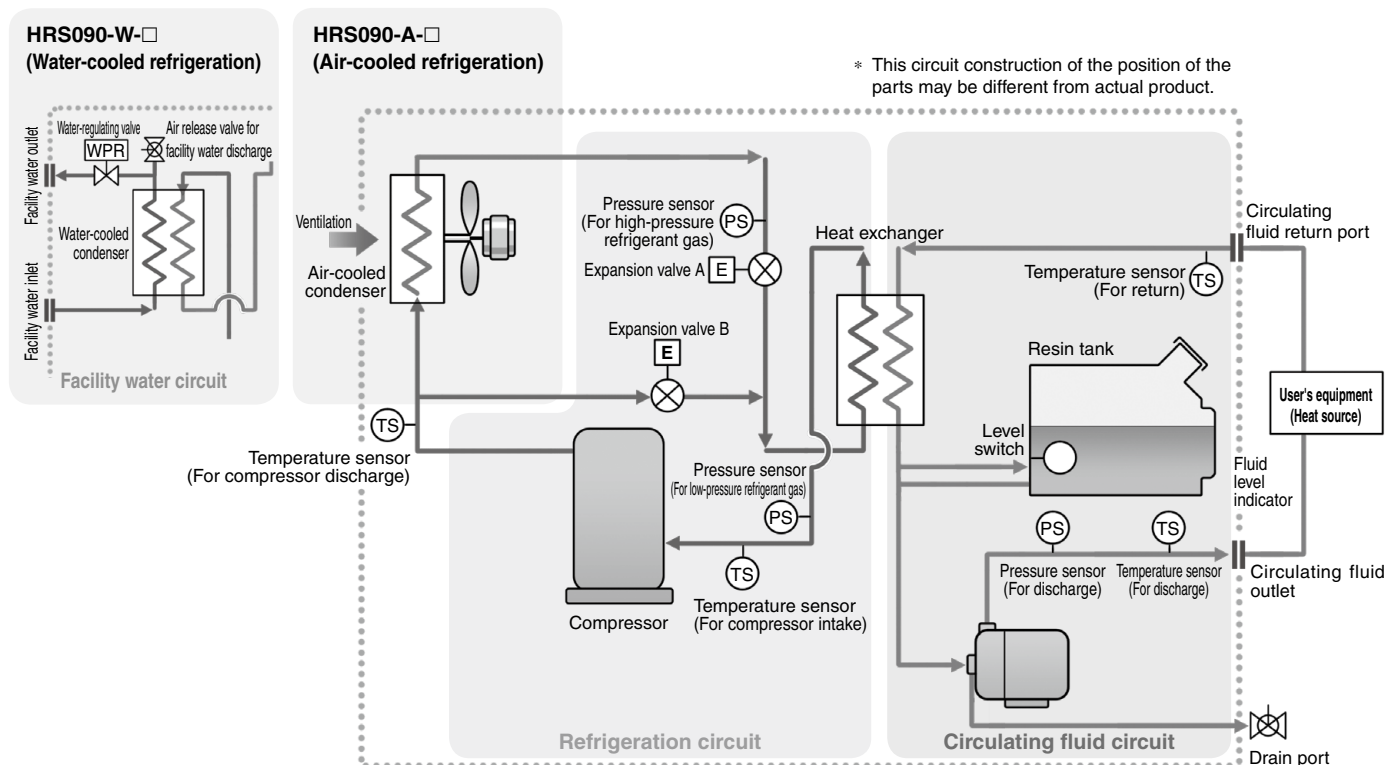 HRS090-W-□
(Water-cooled refrigeration)
HRS090-A-□
(Air-cooled refrigeration)
* This circuit construction of the position of the
parts may be different from actual product.
Facility water outlet
Water-regulating valve
WPR
Air release valve for
facility water discharge
Water-cooled
condenser
Facility water inlet
Facility water circuit
Ventilation
Air-cooled
condenser
Pressure sensor
(For high-pressure
refrigerant gas)
PS
Expansion valve A
E
Expansion valve B
E
Heat exchanger
TS
Temperature sensor
(For compressor discharge)
Pressure sensor
(For low-pressure refrigerant gas)
PS
TS
Temperature sensor
(For compressor intake)
Compressor
Refrigeration circuit
Circulating
fluid return port
Temperature sensor
(For return)
TS
Resin tank
Level
switch
User's equipment
(Heat source)
Fluid
level
indicator
PS
TS
Pressure sensor
(For discharge)
Temperature sensor
(For discharge)
Circulating fluid
outlet
Circulating fluid circuit
Drain port